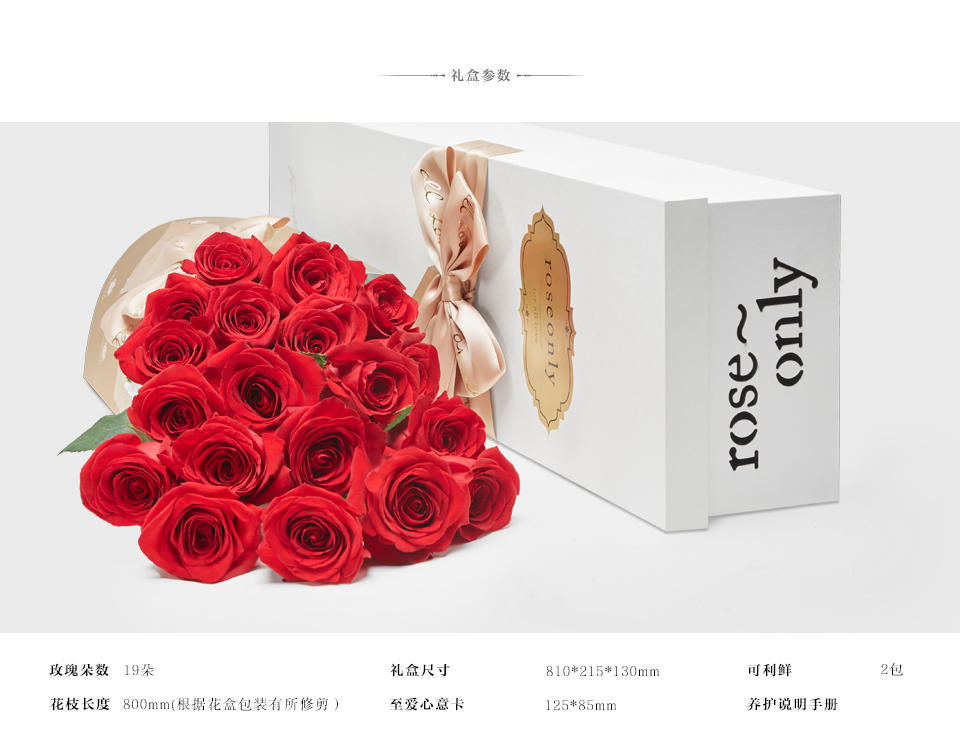 礼盒参数
roseonly
rose~
only
玫瑰朵数 19朵 礼盒尺寸 810*215*130mm 可利鲜 2包
花枝长度 800mm(根据花盒包装有所修剪 ) 至爱心意卡 125*85mm 养护说明手册